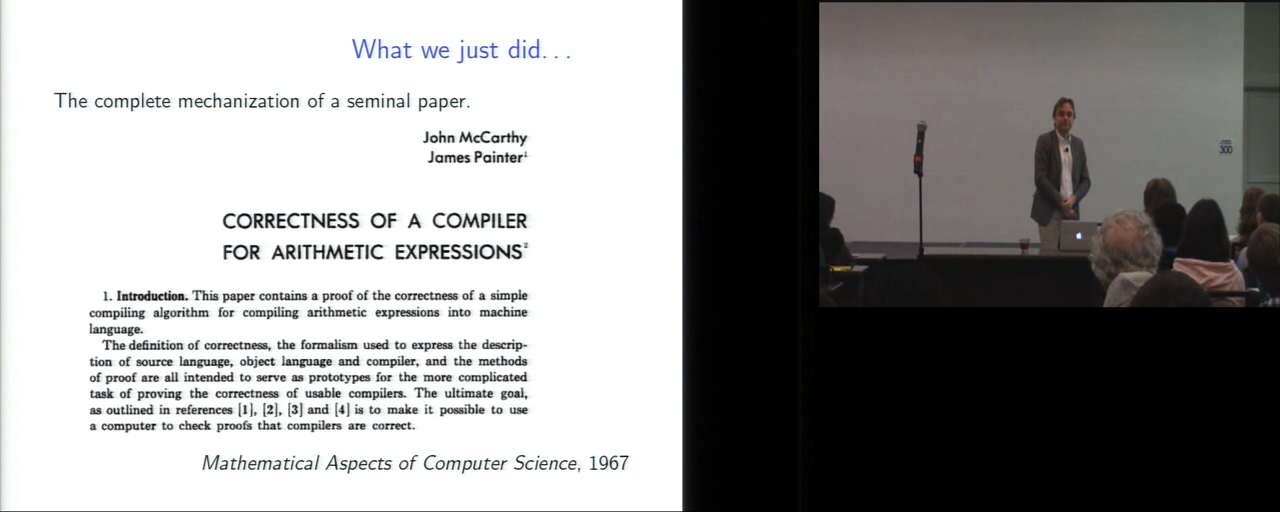 What we just did. . .
The complete mechanization of a seminal paper.
John McCarthy
James Painter¹
CORRECTNESS OF A COMPILER
FOR ARITHMETIC EXPRESSIONS²
1. Introduction. This paper contains a proof of the correctness of a simple
compiling algorithm for compiling arithmetic expressions into machine
language.
The definition of correctness, the formalism used to express the descrip-
tion of source language, object language and compiler, and the methods
of proof are all intended to serve as prototypes for the more complicated
task of proving the correctness of usable compilers. The ultimate goal,
as outlined in references [1], [2], [3] and [4] is to make it possible to use
a computer to check proofs that compilers are correct.
Mathematical Aspects of Computer Science, 1967
300